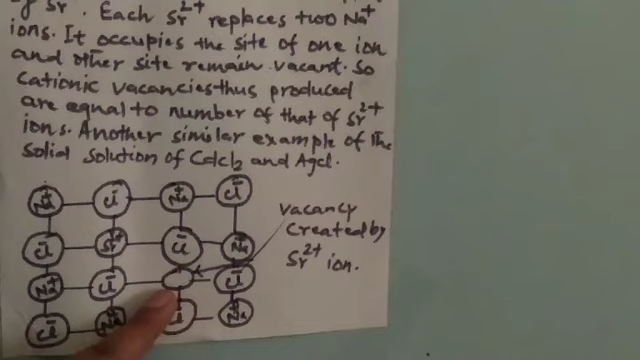 by Sr²⁺. Each Sr²⁺ replaces two Na⁺
ions. It occupies the site of one ion
and other site remain vacant. So
cationic vacancies thus produced
are equal to number of that of Sr²⁺
ions. Another similar example of the
solid solution of CdCl₂ and AgCl.
Na⁺ Cl⁻ Na⁺ Cl⁻
Cl⁻ Sr²⁺ Cl⁻ Na⁺
Na⁺ Cl⁻ Cl⁻
Cl⁻ Na⁺ Cl⁻ Na⁺
vacancy
created by
Sr²⁺ ion.